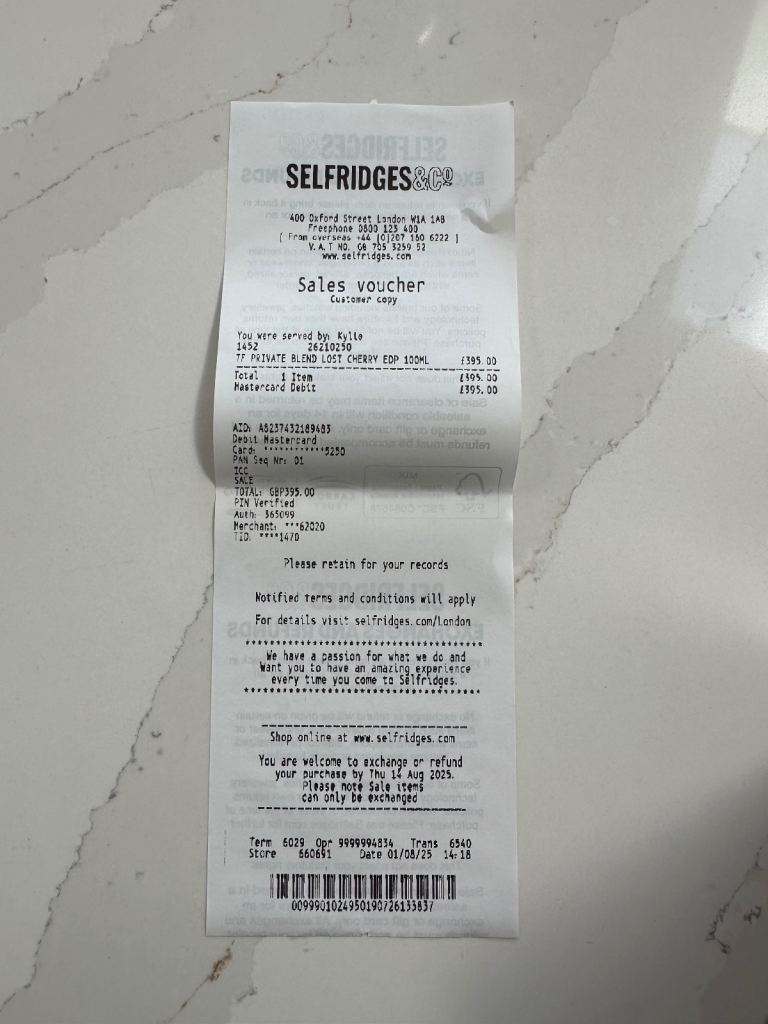 SELFRIDGES&CO
400 Oxford Street London W1A 1AB
Freephone 0800 123 400
( From overseas +44 (0)207 160 6222 )
V.A.T NO. GB 705 3259 52
www.selfridges.com
Sales voucher
Customer copy
You were served by: Kylie
1452 26210250
TF PRIVATE BLEND LOST CHERRY EDP 100ML £395.00
Total 1 Item £395.00
Mastercard Debit £395.00
AID: A8237432189483
Debit Mastercard
Card: ************5250
PAN Seq Nr: 01
ICC
SALE
TOTAL: GBP395.00
PIN Verified
Auth: 365099
Merchant: ***62020
TID: ****1470
Please retain for your records
Notified terms and conditions will apply
For details visit selfridges.com/London
We have a passion for what we do and
Want you to have an amazing experience
every time you come to Selfridges.
Shop online at www.selfridges.com
You are welcome to exchange or refund
your purchase by Thu 14 Aug 2025.
Please note Sale items
can only be exchanged
Term 6029 Opr 9999994834 Trans 6540
Store 660691 Date 01/08/25 14:18
0099901024950190726133837